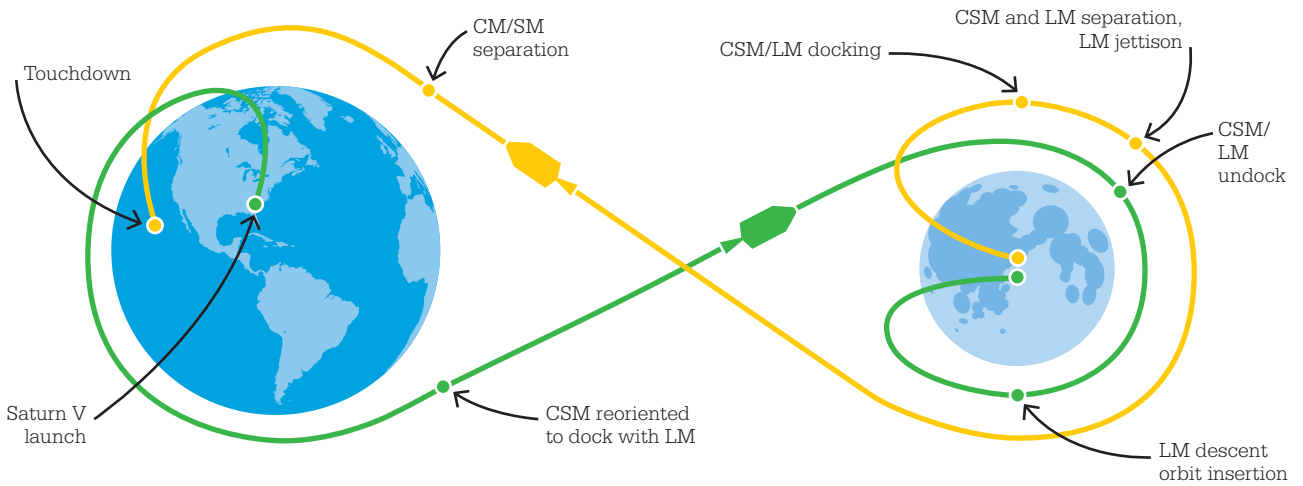 Touchdown
CM/SM
separation
CSM/LM docking
CSM and LM separation,
LM jettison
CSM/
LM
undock
Saturn V
launch
CSM reoriented
to dock with LM
LM descent
orbit insertion